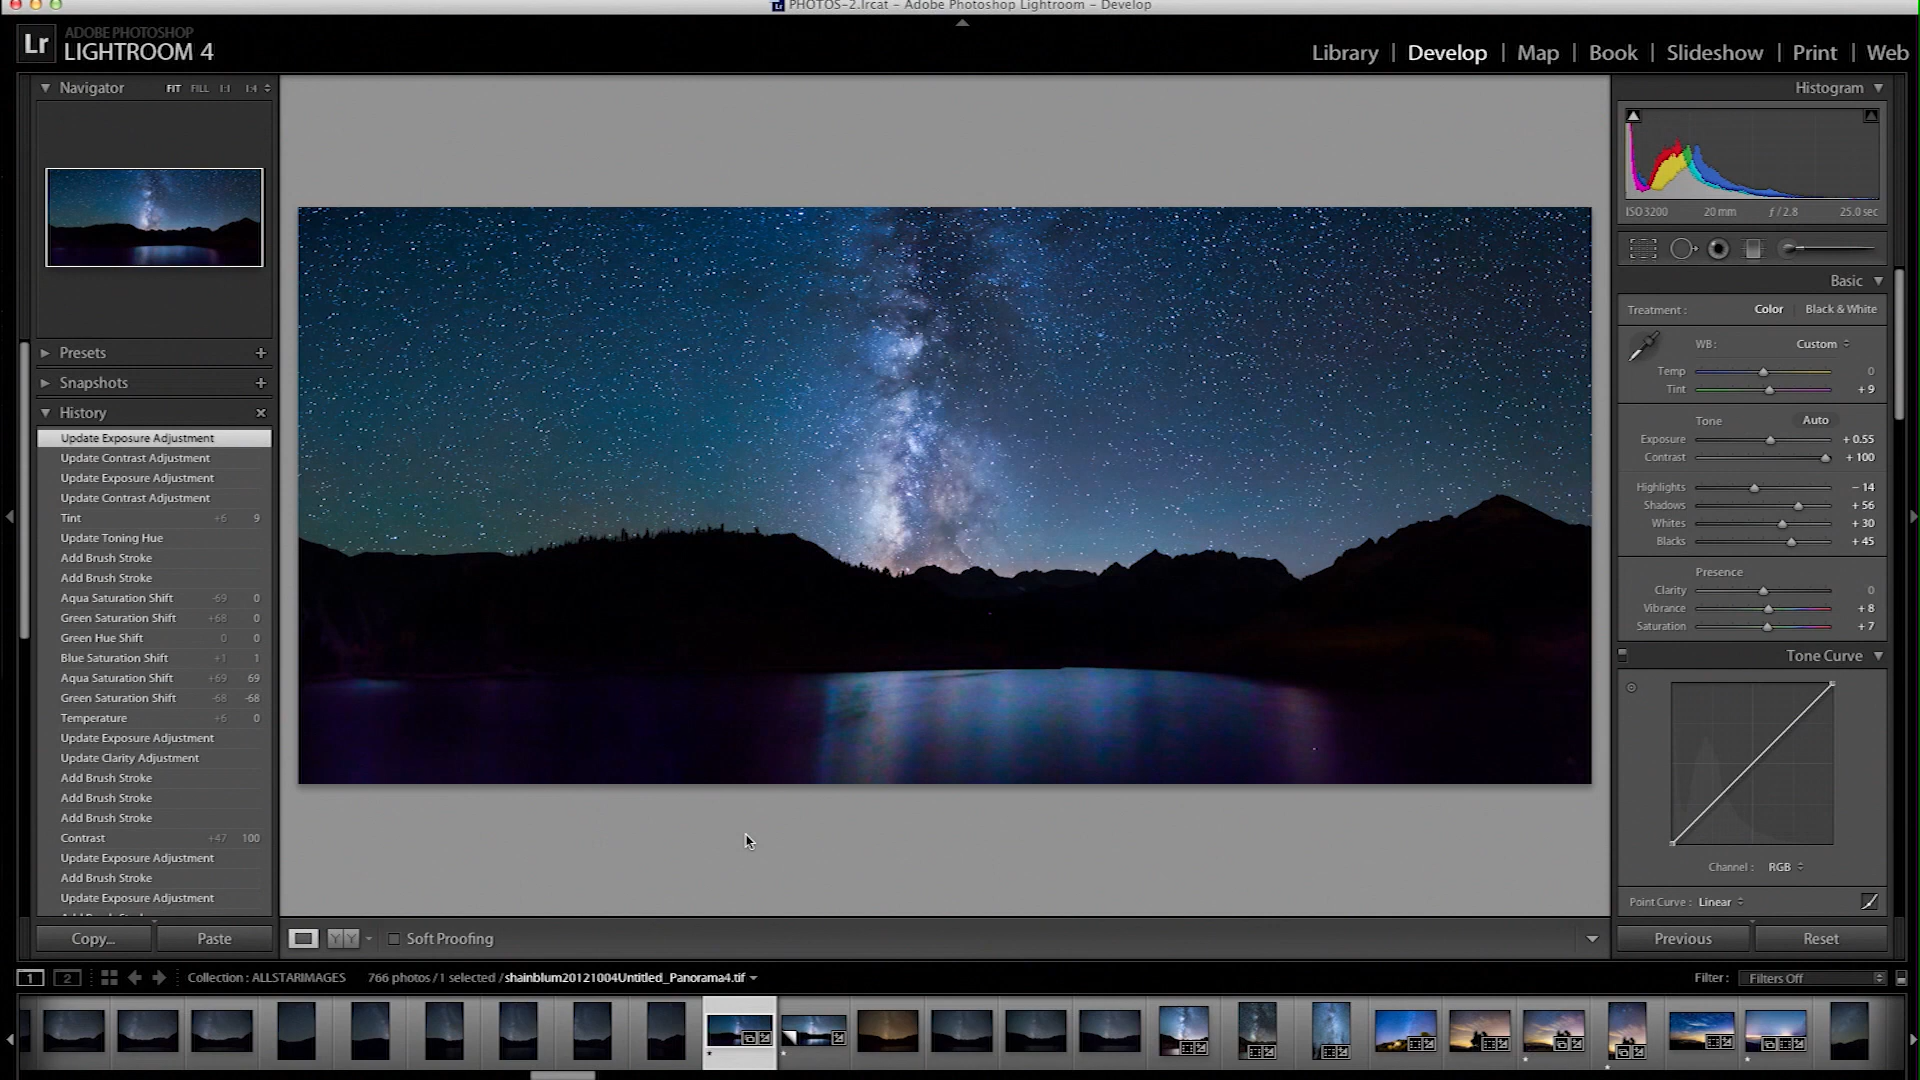 PHOTOS-2.lrcat - Adobe Photoshop Lightroom - Develop
Lr
ADOBE PHOTOSHOP
LIGHTROOM 4
Library | Develop | Map | Book | Slideshow | Print | Web
Navigator FIT FILL 1:1 1:4
Presets +
Snapshots +
History ×
Update Exposure Adjustment
Update Contrast Adjustment
Update Exposure Adjustment
Update Contrast Adjustment
Tint +6 9
Update Toning Hue
Add Brush Stroke
Add Brush Stroke
Aqua Saturation Shift -69 0
Green Saturation Shift +68 0
Green Hue Shift 0 0
Blue Saturation Shift +1 1
Aqua Saturation Shift +69 69
Green Saturation Shift -68 -68
Temperature +6 0
Update Exposure Adjustment
Update Clarity Adjustment
Add Brush Stroke
Add Brush Stroke
Add Brush Stroke
Contrast +47 100
Update Exposure Adjustment
Add Brush Stroke
Update Exposure Adjustment
Copy... Paste
Histogram
ISO 3200 20 mm ƒ / 2.8 25.0 sec
Basic
Treatment : Color | Black & White
WB : Custom
Temp 0
Tint + 9
Tone Auto
Exposure + 0.55
Contrast + 100
Highlights − 14
Shadows + 56
Whites + 30
Blacks + 45
Presence
Clarity 0
Vibrance + 8
Saturation + 7
Tone Curve
Channel : RGB
Point Curve : Linear
Previous Reset
YY Soft Proofing
1 2 Collection : ALLSTARIMAGES 766 photos / 1 selected / shainblum20121004Untitled_Panorama4.tif
Filter : Filters Off